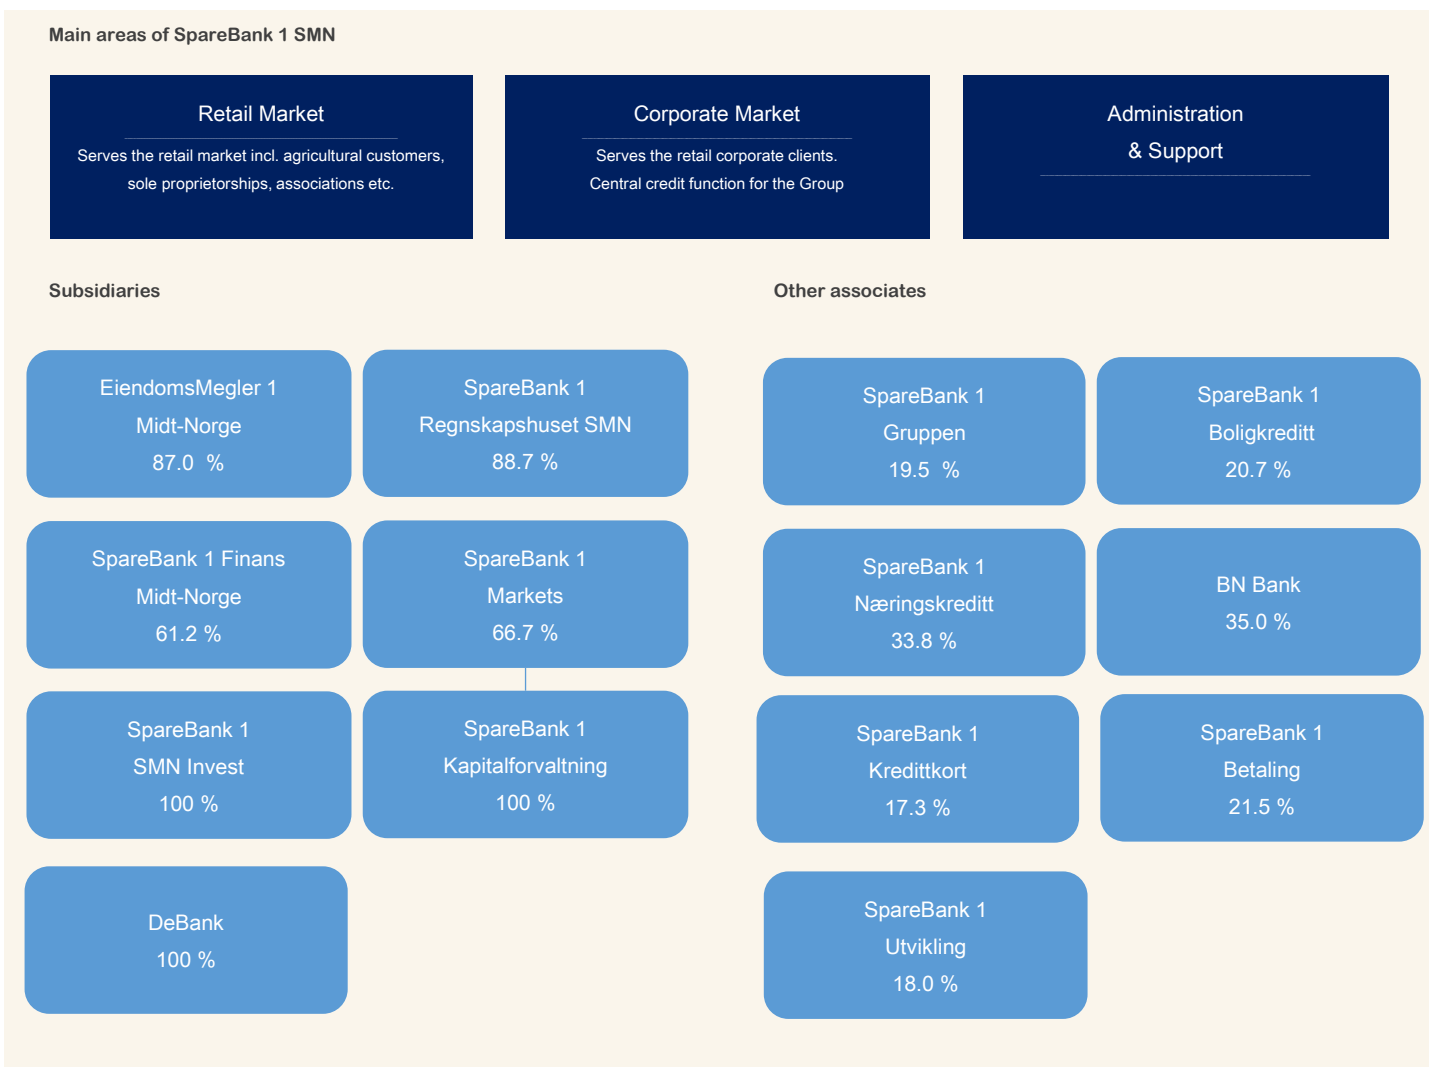 Main areas of SpareBank 1 SMN
Retail Market
Serves the retail market incl. agricultural customers,
sole proprietorships, associations etc.
Corporate Market
Serves the retail corporate clients.
Central credit function for the Group
Administration
& Support
Subsidiaries
EiendomsMegler 1
Midt-Norge
87.0 %
SpareBank 1
Regnskapshuset SMN
88.7 %
SpareBank 1 Finans
Midt-Norge
61.2 %
SpareBank 1
Markets
66.7 %
SpareBank 1
SMN Invest
100 %
SpareBank 1
Kapitalforvaltning
100 %
DeBank
100 %
Other associates
SpareBank 1
Gruppen
19.5 %
SpareBank 1
Boligkreditt
20.7 %
SpareBank 1
Næringskreditt
33.8 %
BN Bank
35.0 %
SpareBank 1
Kredittkort
17.3 %
SpareBank 1
Betaling
21.5 %
SpareBank 1
Utvikling
18.0 %